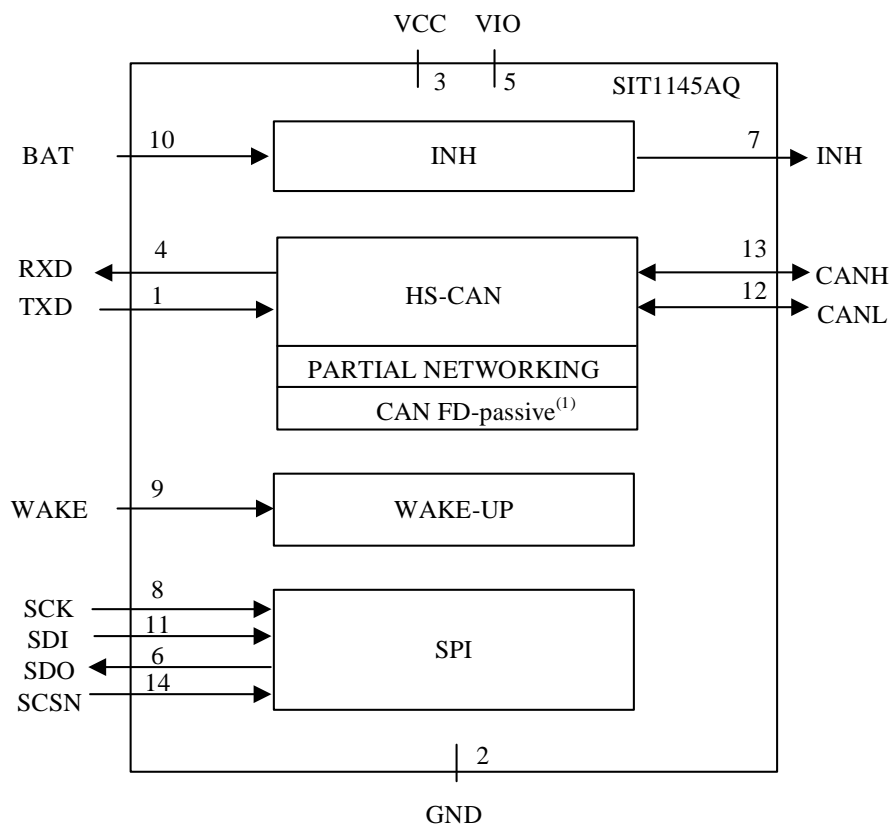 VCC VIO
3 5 SIT1145AQ
BAT 10 INH 7 INH
RXD 4 13 CANH
TXD 1 HS-CAN 12 CANL
PARTIAL NETWORKING
CAN FD-passive(1)
WAKE 9 WAKE-UP
SCK 8
SDI 11
SPI
SDO 6
SCSN 14
2
GND